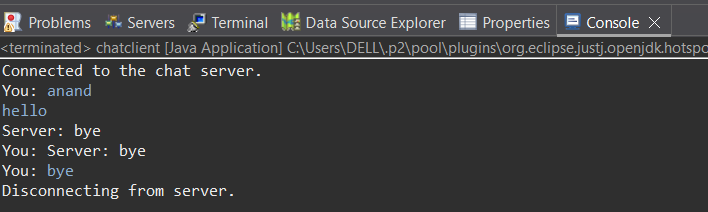 Problems Servers Terminal Data Source Explorer Properties Console
<terminated> chatclient [Java Application] C:\Users\DELL\.p2\pool\plugins\org.eclipse.justj.openjdk.hotspo
Connected to the chat server.
You: anand
hello
Server: bye
You: Server: bye
You: bye
Disconnecting from server.